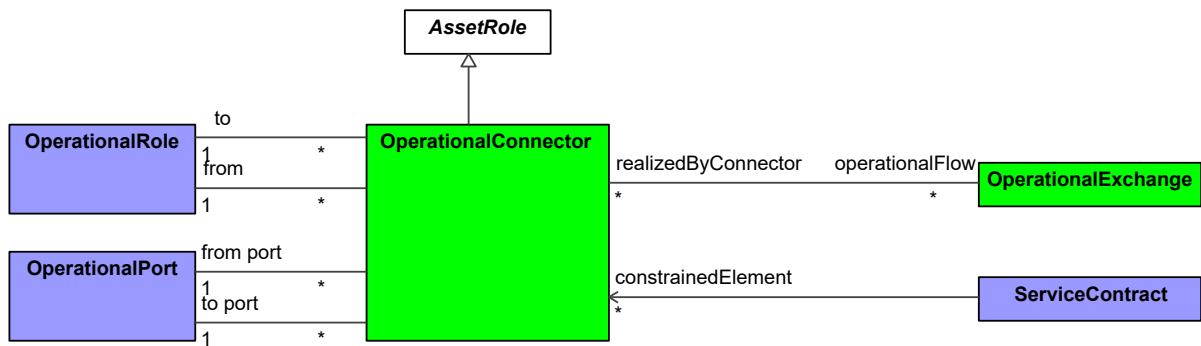 AssetRole
OperationalRole
to
1
*
from
1
*
OperationalConnector
OperationalPort
from port
1
*
to port
1
*
realizedByConnector
*
operationalFlow
*
OperationalExchange
constrainedElement
*
ServiceContract